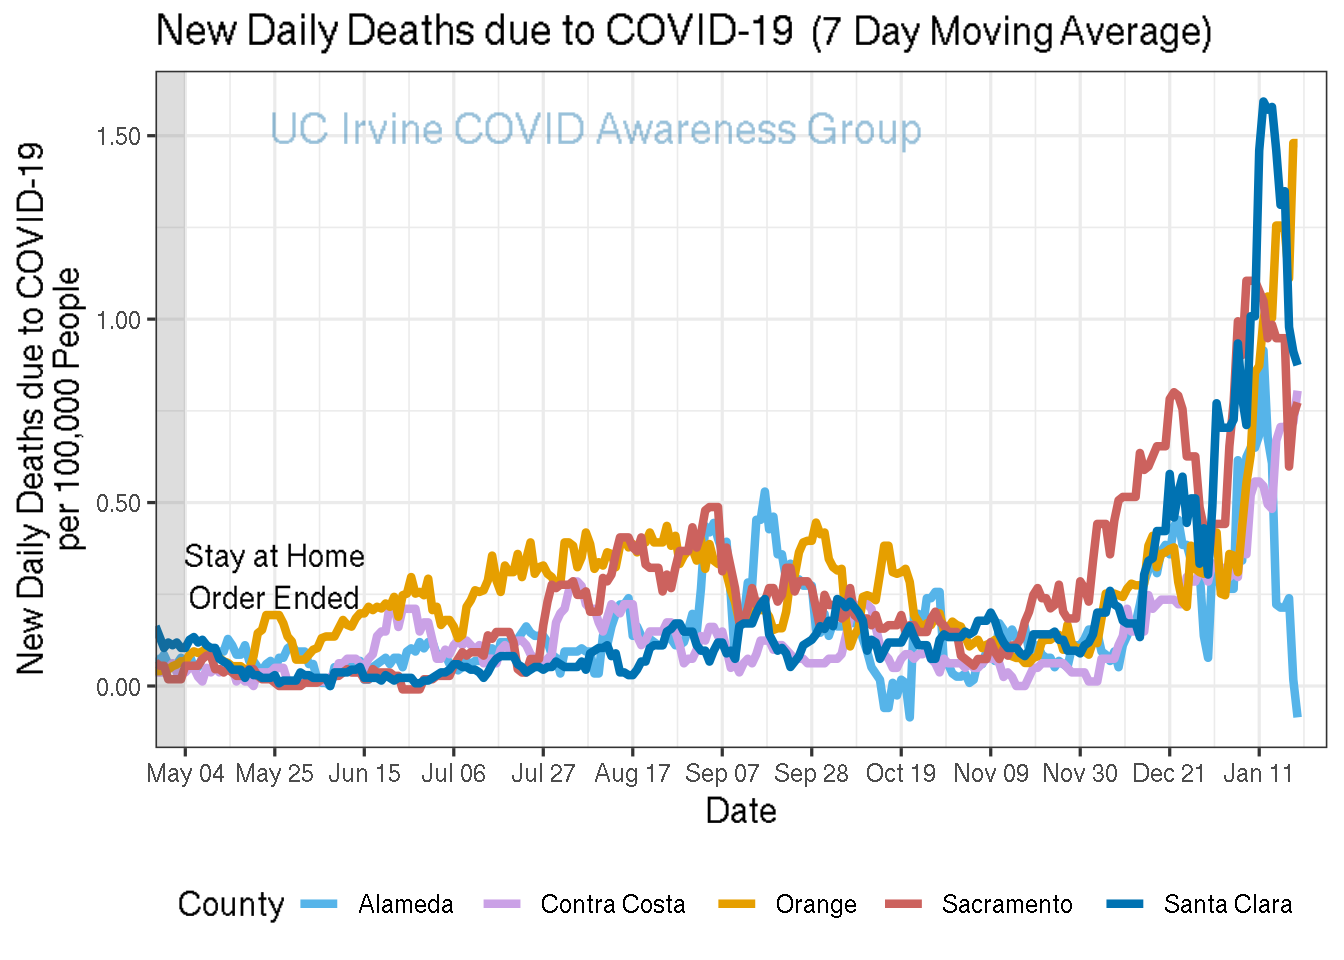 New Daily Deaths due to COVID-19 (7 Day Moving Average)
UC Irvine COVID Awareness Group
New Daily Deaths due to COVID-19
per 100,000 People
1.50
1.00
0.50
0.00
Stay at Home
Order Ended
May 04 May 25 Jun 15 Jul 06 Jul 27 Aug 17 Sep 07 Sep 28 Oct 19 Nov 09 Nov 30 Dec 21 Jan 11
Date
County Alameda Contra Costa Orange Sacramento Santa Clara